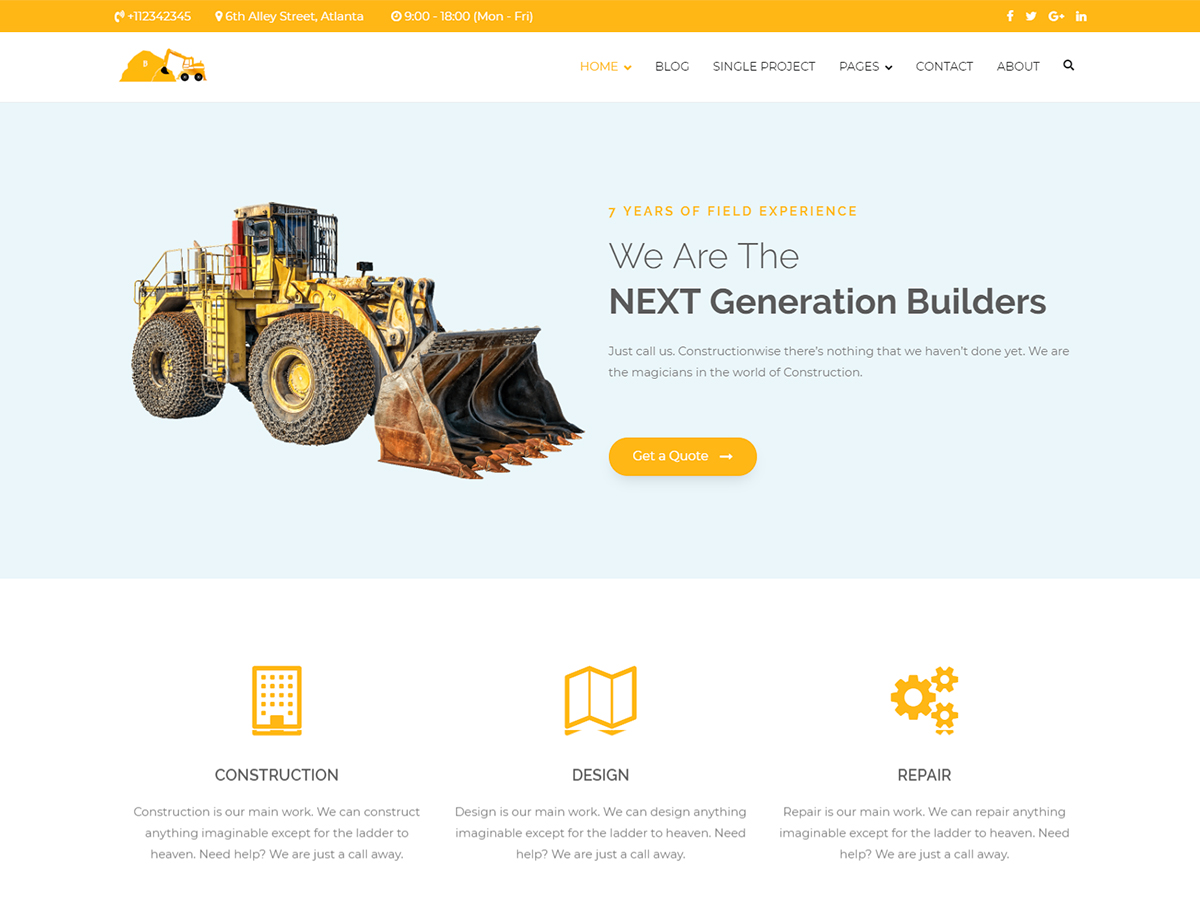 +112342345 6th Alley Street, Atlanta 9:00 - 18:00 (Mon - Fri)
B
HOME BLOG SINGLE PROJECT PAGES CONTACT ABOUT
7 YEARS OF FIELD EXPERIENCE
We Are The
NEXT Generation Builders
Just call us. Constructionwise there's nothing that we haven't done yet. We are
the magicians in the world of Construction.
Get a Quote
CONSTRUCTION
Construction is our main work. We can construct
anything imaginable except for the ladder to
heaven. Need help? We are just a call away.
DESIGN
Design is our main work. We can design anything
imaginable except for the ladder to heaven. Need
help? We are just a call away.
REPAIR
Repair is our main work. We can repair anything
imaginable except for the ladder to heaven. Need
help? We are just a call away.